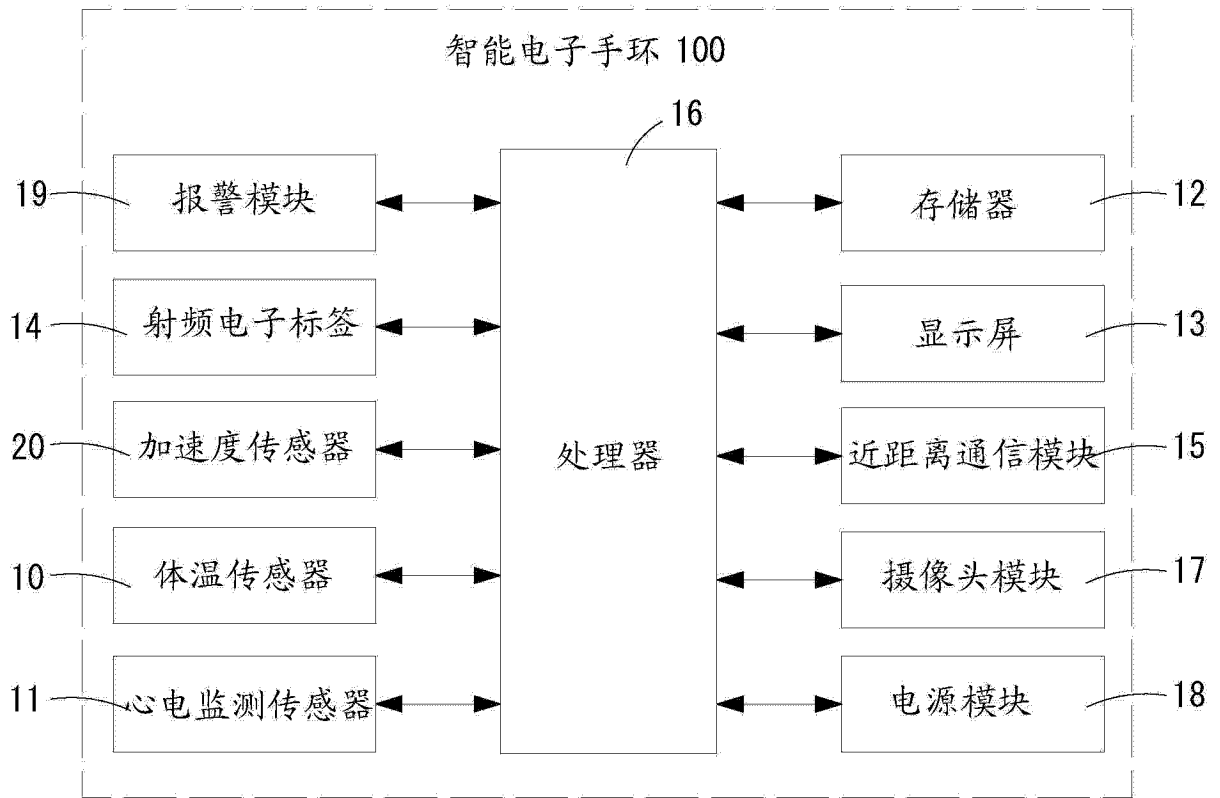 智能电子手环 100
16
19
报警模块
存储器
12
14
射频电子标签
显示屏
13
20
加速度传感器
处理器
近距离通信模块
15
10
体温传感器
摄像头模块
17
11
心电监测传感器
电源模块
18